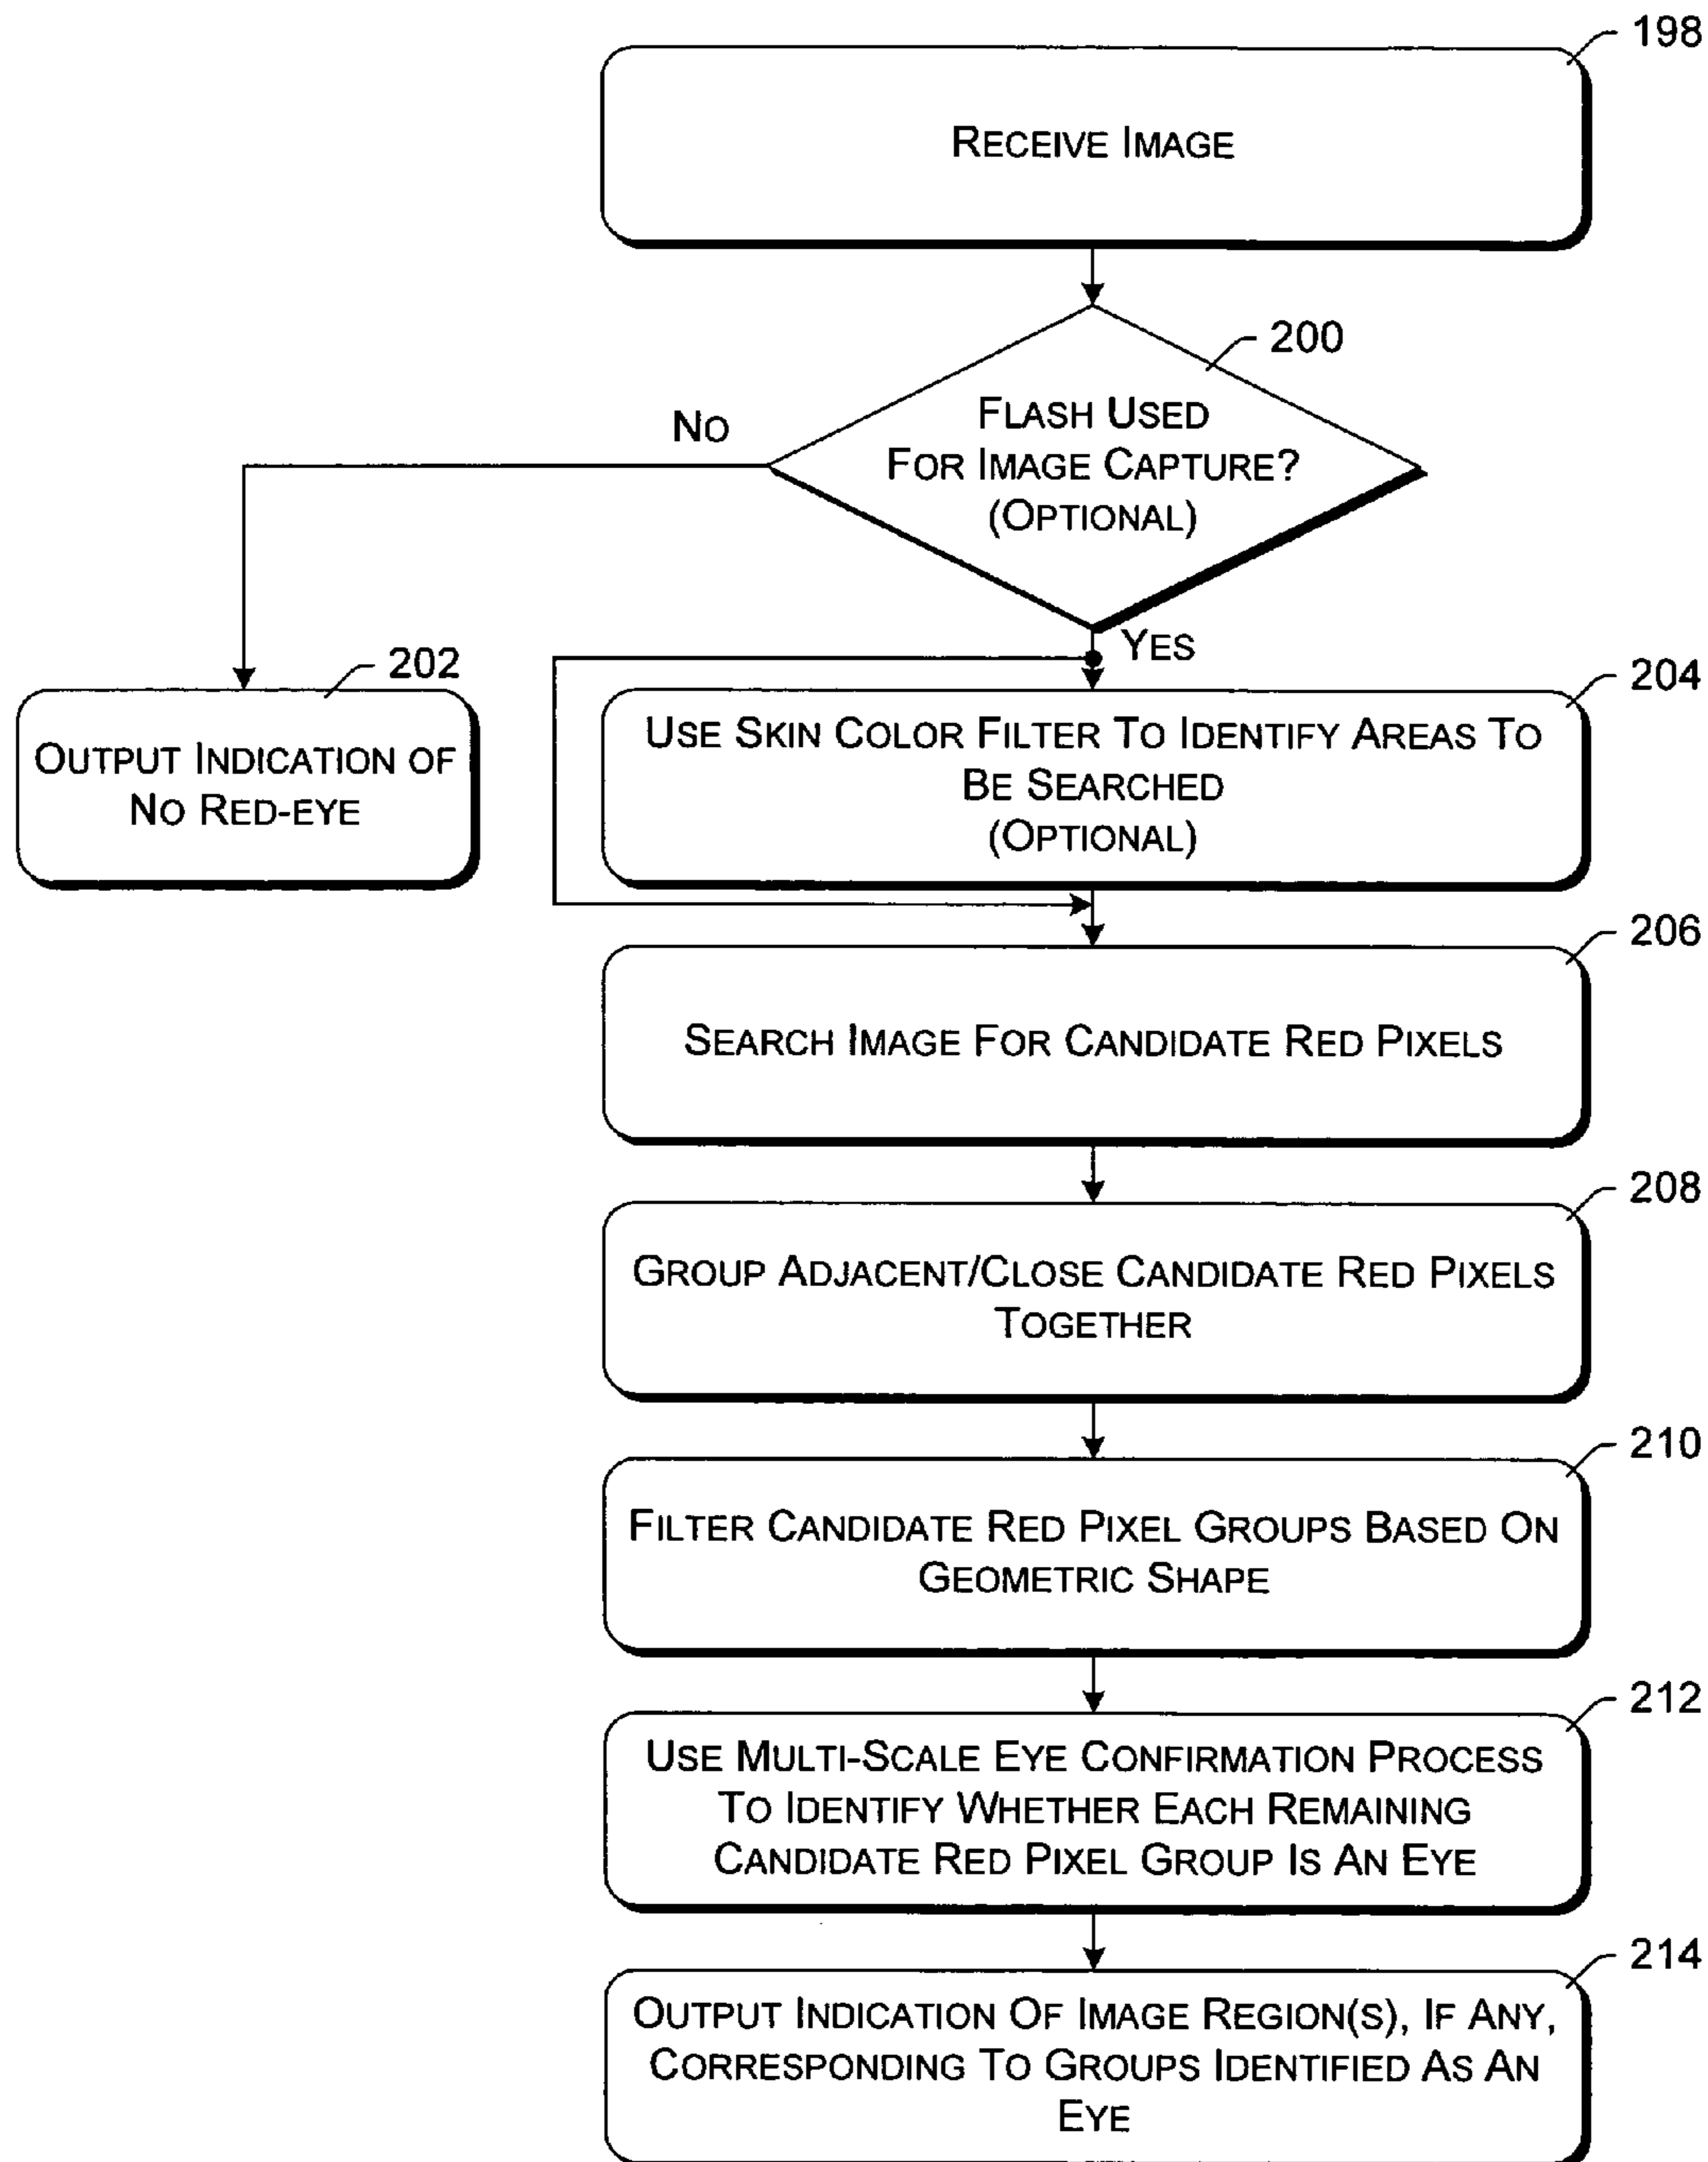 198
RECEIVE IMAGE
200
FLASH USED
FOR IMAGE CAPTURE?
(OPTIONAL)
NO
YES
202
OUTPUT INDICATION OF
NO RED-EYE
204
USE SKIN COLOR FILTER TO IDENTIFY AREAS TO
BE SEARCHED
(OPTIONAL)
206
SEARCH IMAGE FOR CANDIDATE RED PIXELS
208
GROUP ADJACENT/CLOSE CANDIDATE RED PIXELS
TOGETHER
210
FILTER CANDIDATE RED PIXEL GROUPS BASED ON
GEOMETRIC SHAPE
212
USE MULTI-SCALE EYE CONFIRMATION PROCESS
TO IDENTIFY WHETHER EACH REMAINING
CANDIDATE RED PIXEL GROUP IS AN EYE
214
OUTPUT INDICATION OF IMAGE REGION(S), IF ANY,
CORRESPONDING TO GROUPS IDENTIFIED AS AN
EYE